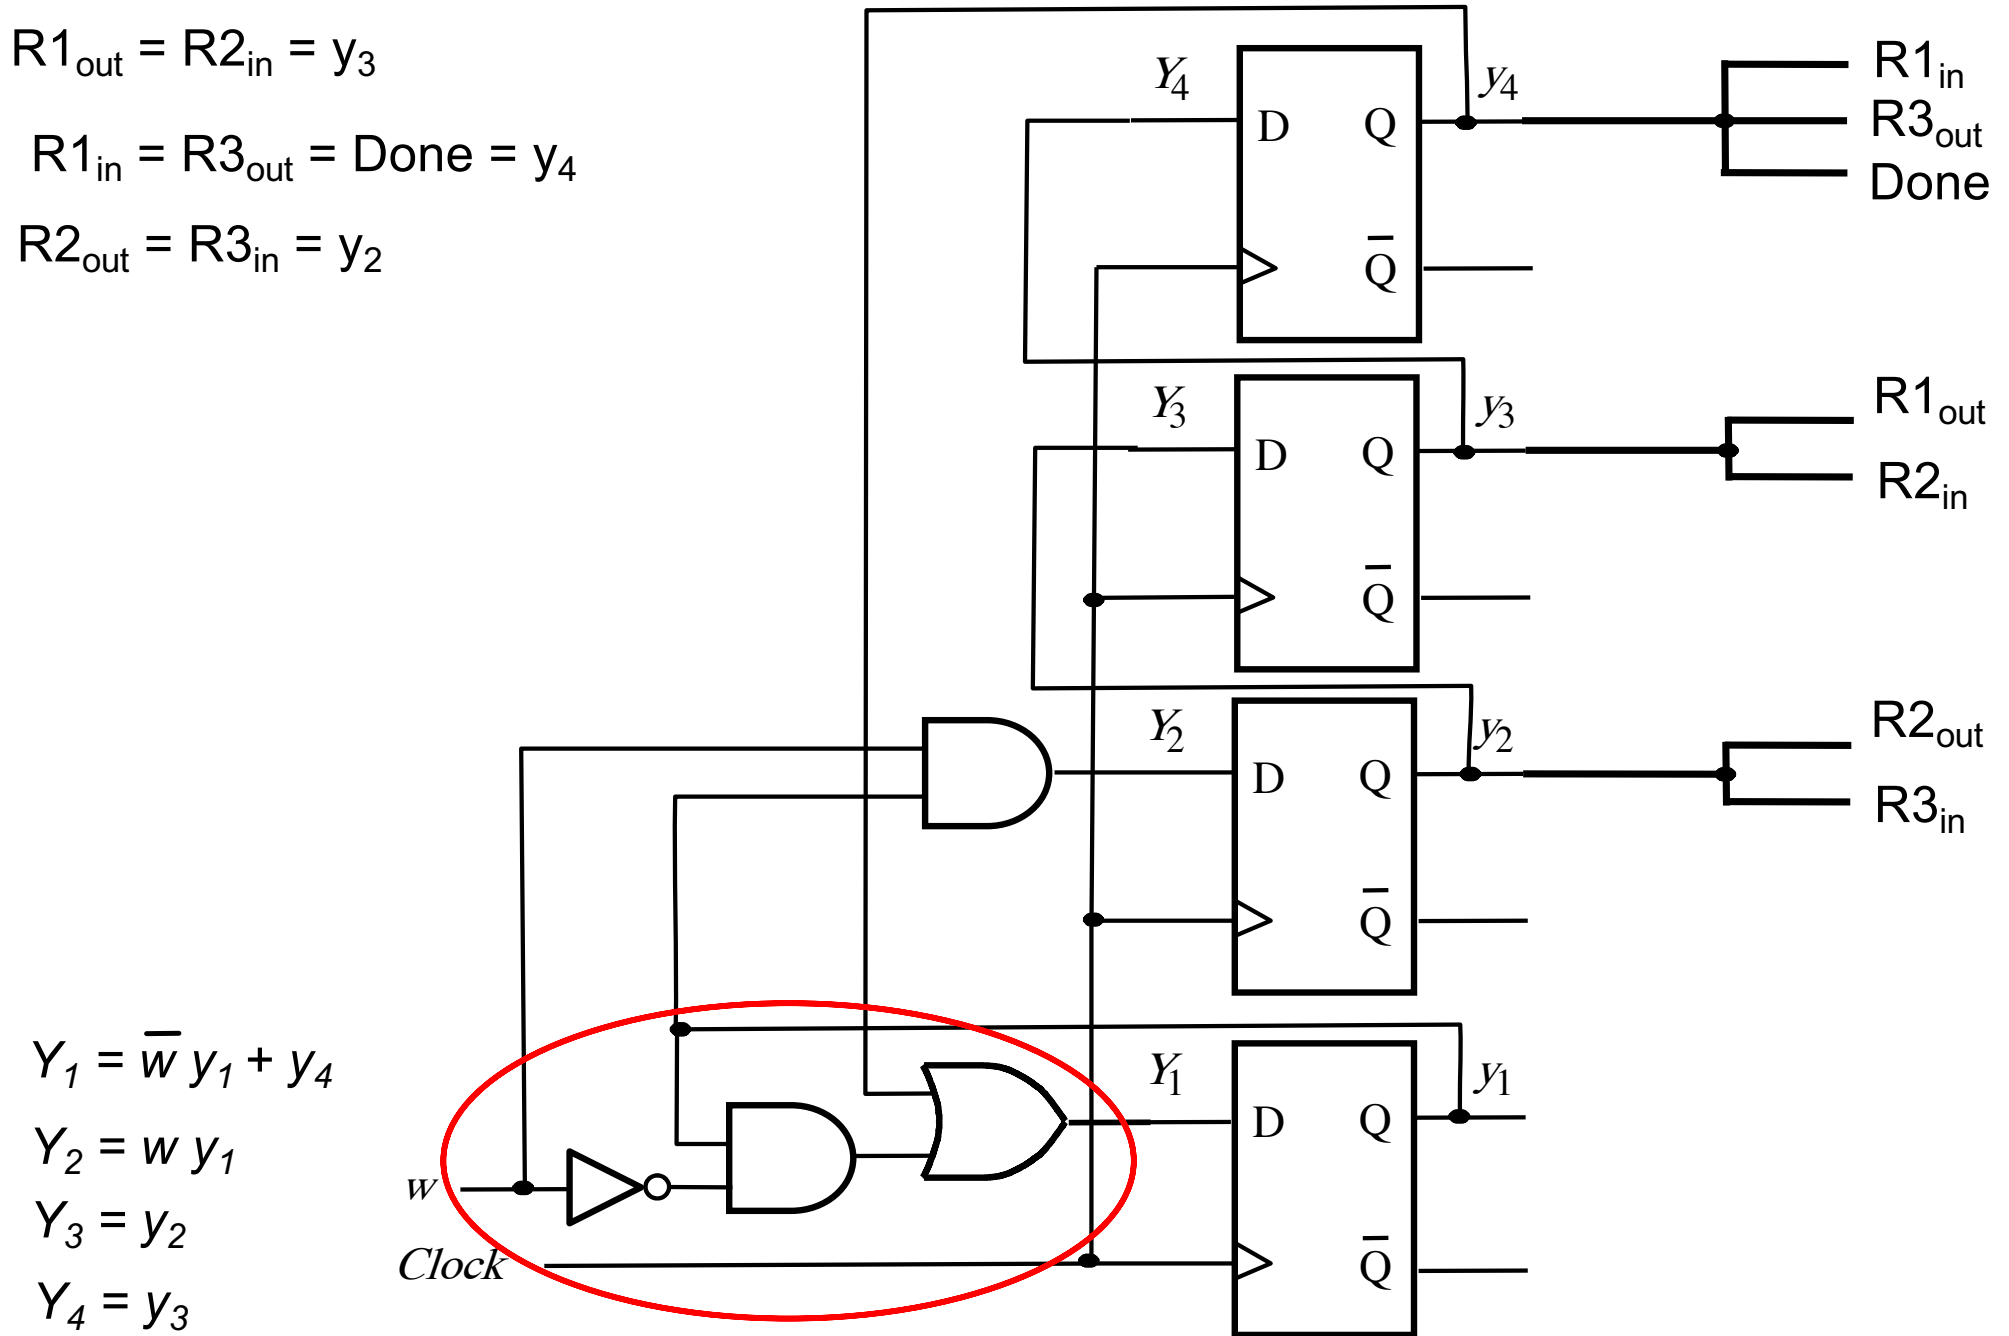 R1out = R2in = y3
R1in = R3out = Done = y4
R2out = R3in = y2
Y4
D
Q
Q̅
y4
R1in
R3out
Done
Y3
D
Q
Q̅
y3
R1out
R2in
Y2
D
Q
Q̅
y2
R2out
R3in
Y1
D
Q
Q̅
y1
w
Clock
Y1 = w̅ y1 + y4
Y2 = w y1
Y3 = y2
Y4 = y3